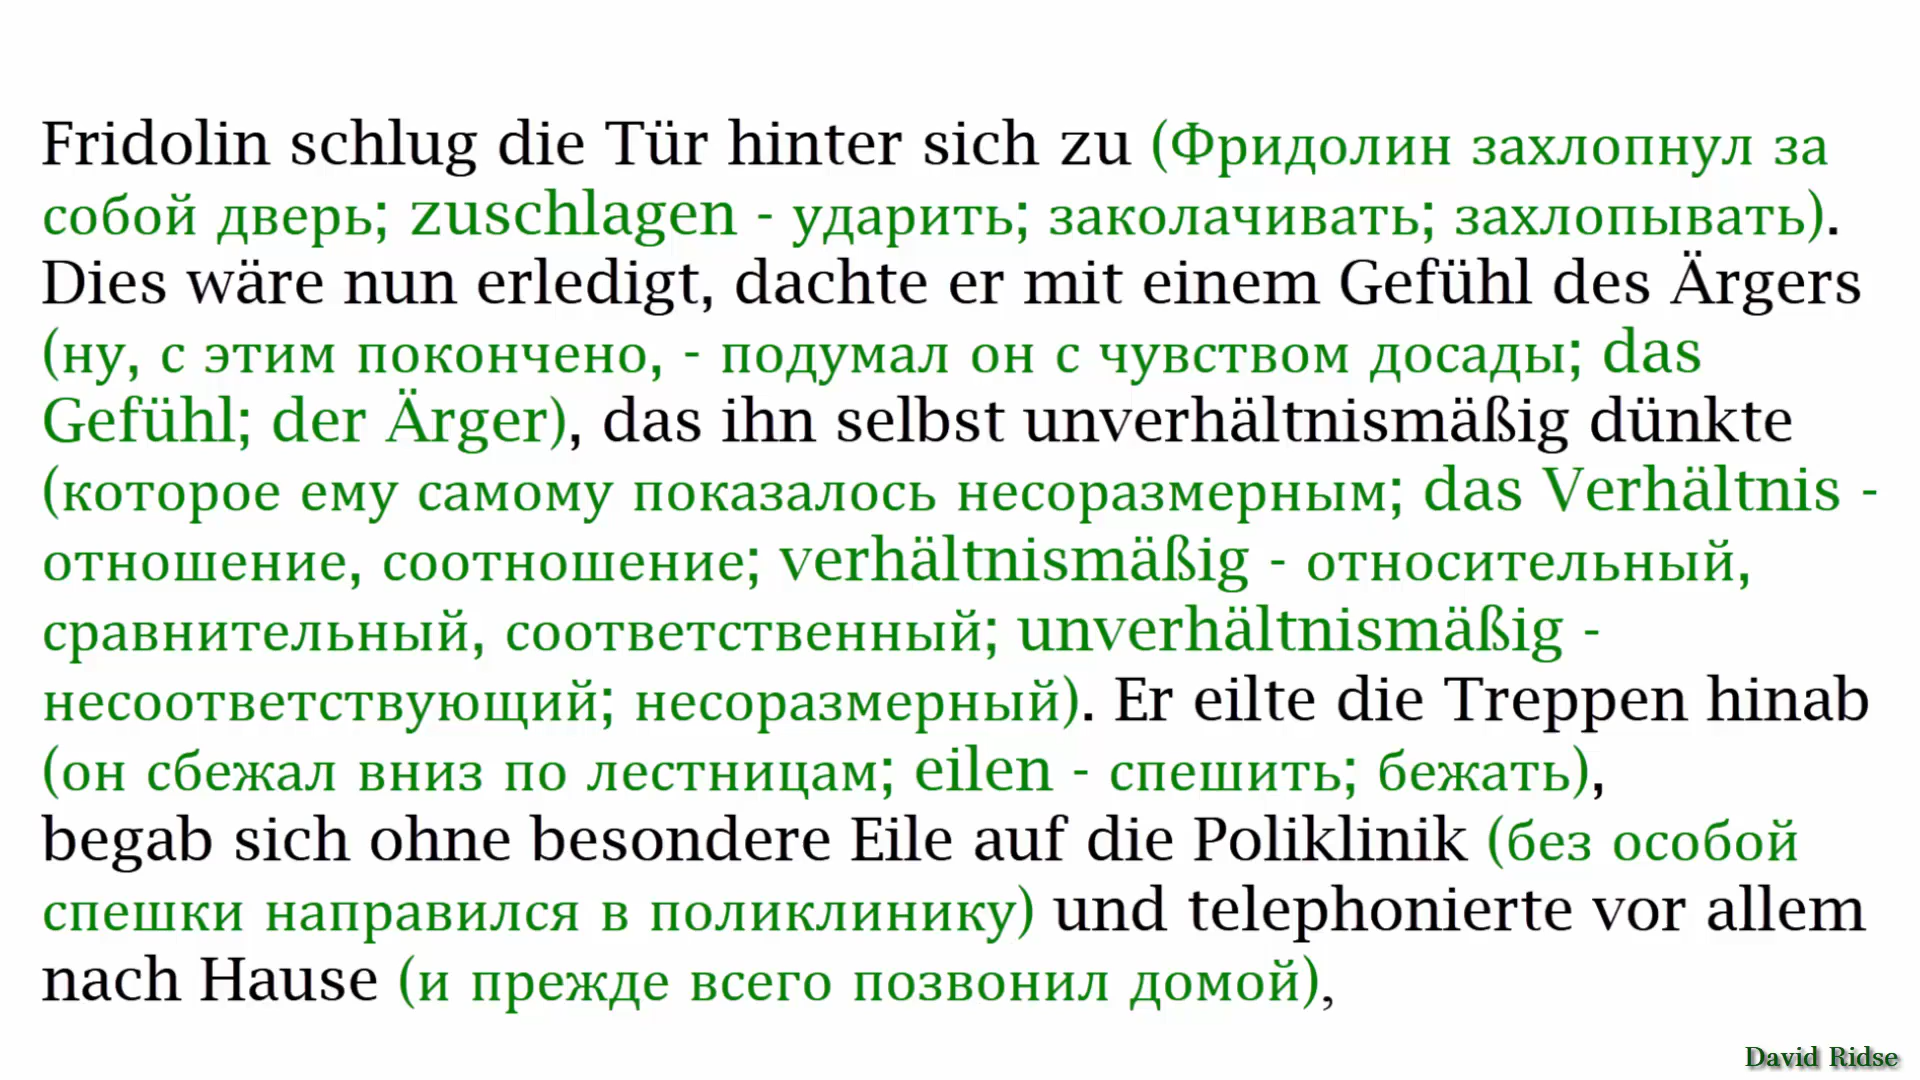 Fridolin schlug die Tür hinter sich zu (Фридолин захлопнул за
собой дверь; zuschlagen - ударить; заколачивать; захлопывать).
Dies wäre nun erledigt, dachte er mit einem Gefühl des Ärgers
(ну, с этим покончено, - подумал он с чувством досады; das
Gefühl; der Ärger), das ihn selbst unverhältnismäßig dünkte
(которое ему самому показалось несоразмерным; das Verhältnis -
отношение, соотношение; verhältnismäßig - относительный,
сравнительный, соответственный; unverhältnismäßig -
несоответствующий; несоразмерный). Er eilte die Treppen hinab
(он сбежал вниз по лестницам; eilen - спешить; бежать),
begab sich ohne besondere Eile auf die Poliklinik (без особой
спешки направился в поликлинику) und telephonierte vor allem
nach Hause (и прежде всего позвонил домой),
David Ridse